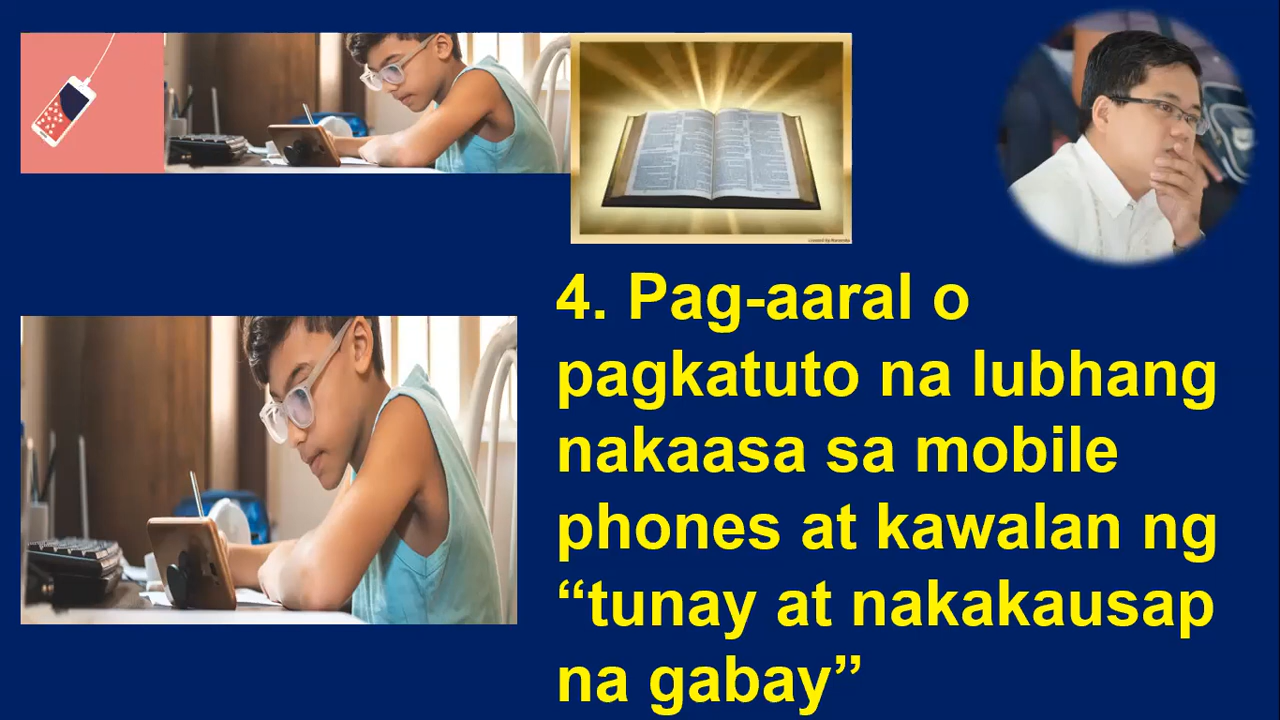 4. Pag-aaral o
pagkatuto na lubhang
nakaasa sa mobile
phones at kawalan ng
“tunay at nakakausap
na gabay”